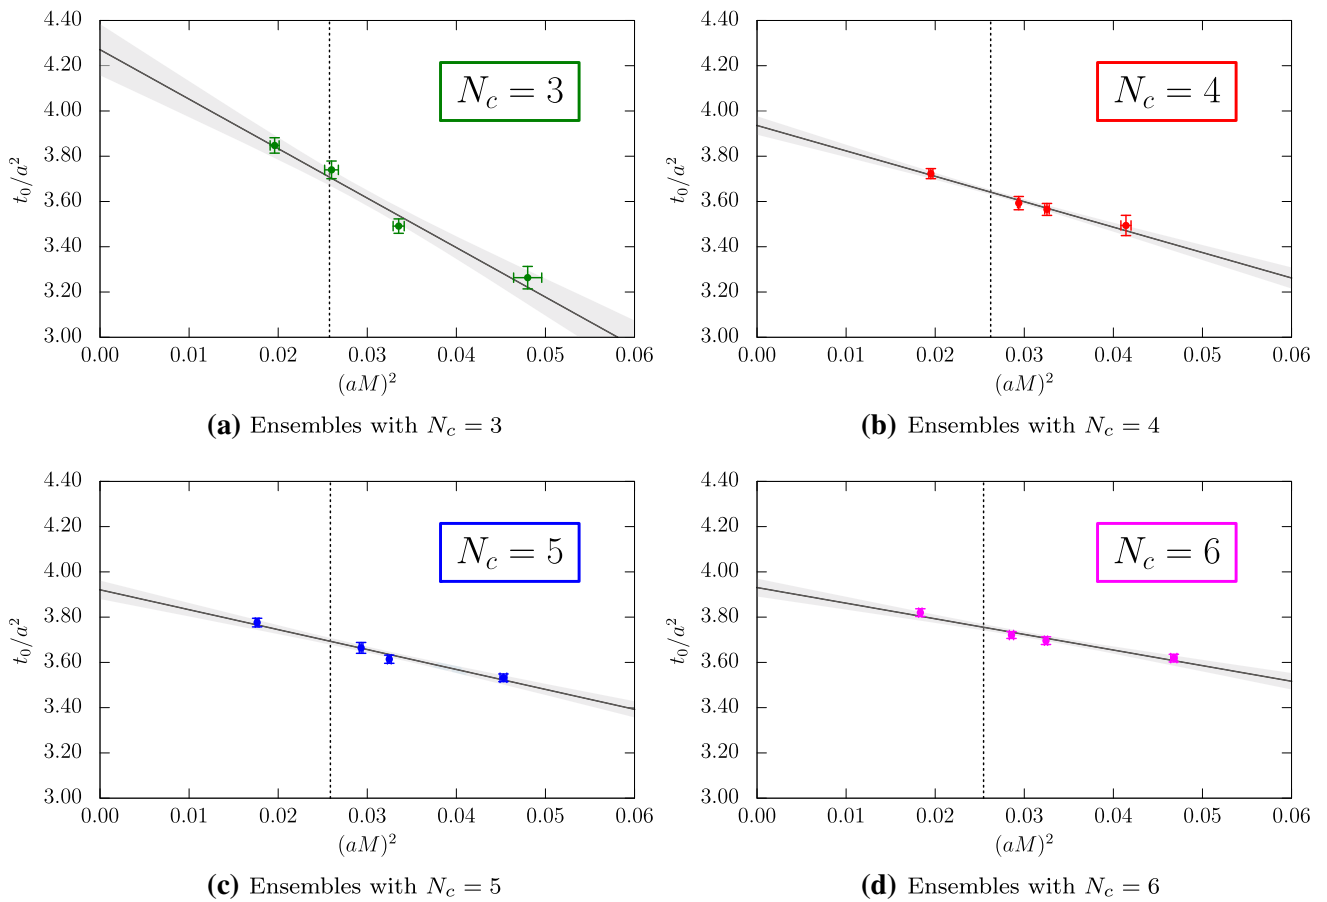 4.40
4.20
4.00
3.80
3.60
3.40
3.20
3.00
t₀/a²
N_c = 3
0.00 0.01 0.02 0.03 0.04 0.05 0.06
(aM)²
(a) Ensembles with N_c = 3
4.40
4.20
4.00
3.80
3.60
3.40
3.20
3.00
t₀/a²
N_c = 4
0.00 0.01 0.02 0.03 0.04 0.05 0.06
(aM)²
(b) Ensembles with N_c = 4
4.40
4.20
4.00
3.80
3.60
3.40
3.20
3.00
t₀/a²
N_c = 5
0.00 0.01 0.02 0.03 0.04 0.05 0.06
(aM)²
(c) Ensembles with N_c = 5
4.40
4.20
4.00
3.80
3.60
3.40
3.20
3.00
t₀/a²
N_c = 6
0.00 0.01 0.02 0.03 0.04 0.05 0.06
(aM)²
(d) Ensembles with N_c = 6